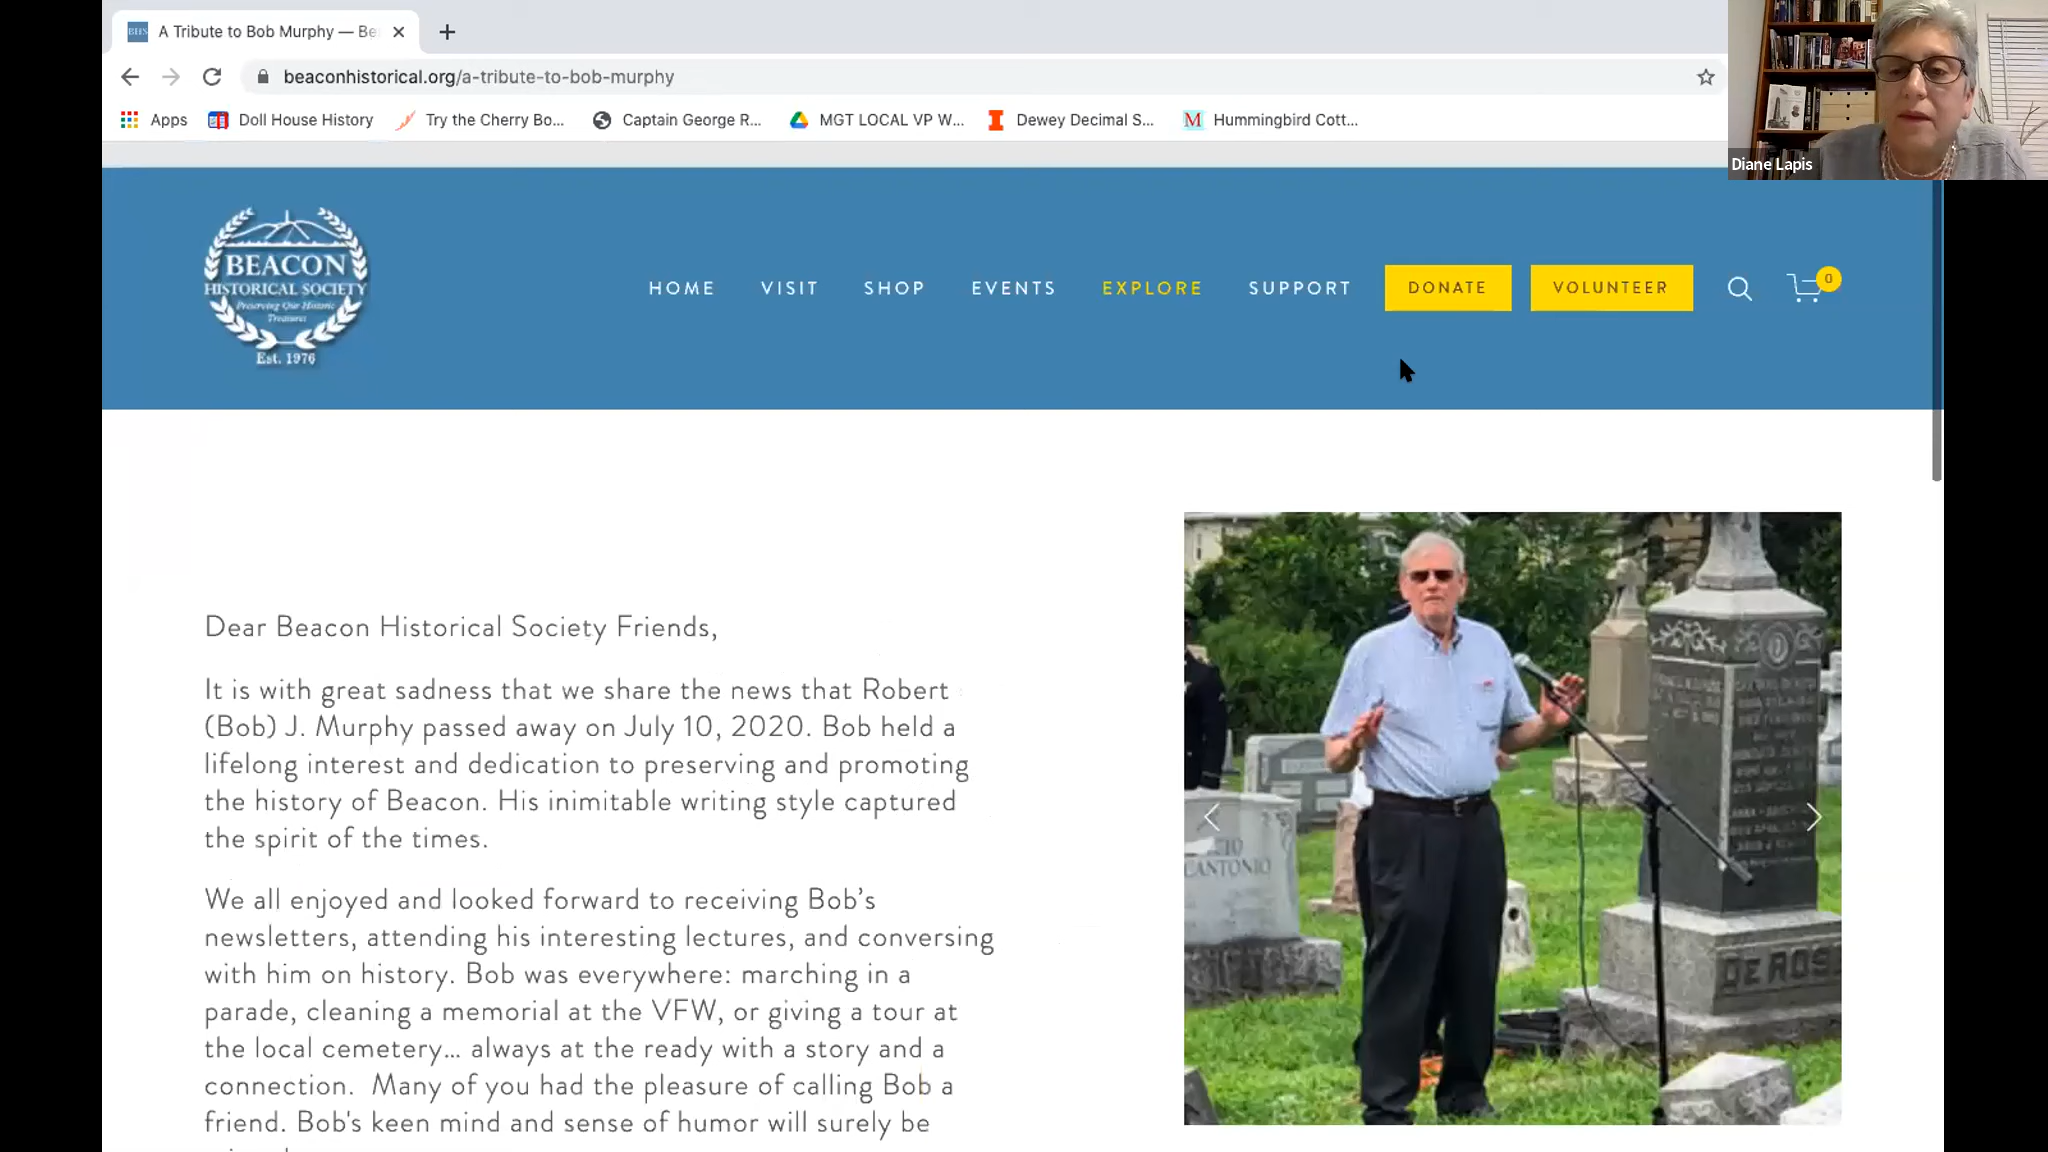 A Tribute to Bob Murphy — Be
beaconhistorical.org/a-tribute-to-bob-murphy
Apps
Doll House History
Try the Cherry Bo...
Captain George R...
MGT LOCAL VP W...
Dewey Decimal S...
M Hummingbird Cott...
Diane Lapis
BEACON
HISTORICAL SOCIETY
Preserving Our Historic
Treasures
Est. 1976
HOME
VISIT
SHOP
EVENTS
EXPLORE
SUPPORT
DONATE
VOLUNTEER
0
Dear Beacon Historical Society Friends,
It is with great sadness that we share the news that Robert
(Bob) J. Murphy passed away on July 10, 2020. Bob held a
lifelong interest and dedication to preserving and promoting
the history of Beacon. His inimitable writing style captured
the spirit of the times.
We all enjoyed and looked forward to receiving Bob’s
newsletters, attending his interesting lectures, and conversing
with him on history. Bob was everywhere: marching in a
parade, cleaning a memorial at the VFW, or giving a tour at
the local cemetery... always at the ready with a story and a
connection.  Many of you had the pleasure of calling Bob a
friend. Bob's keen mind and sense of humor will surely be
CANTONIO